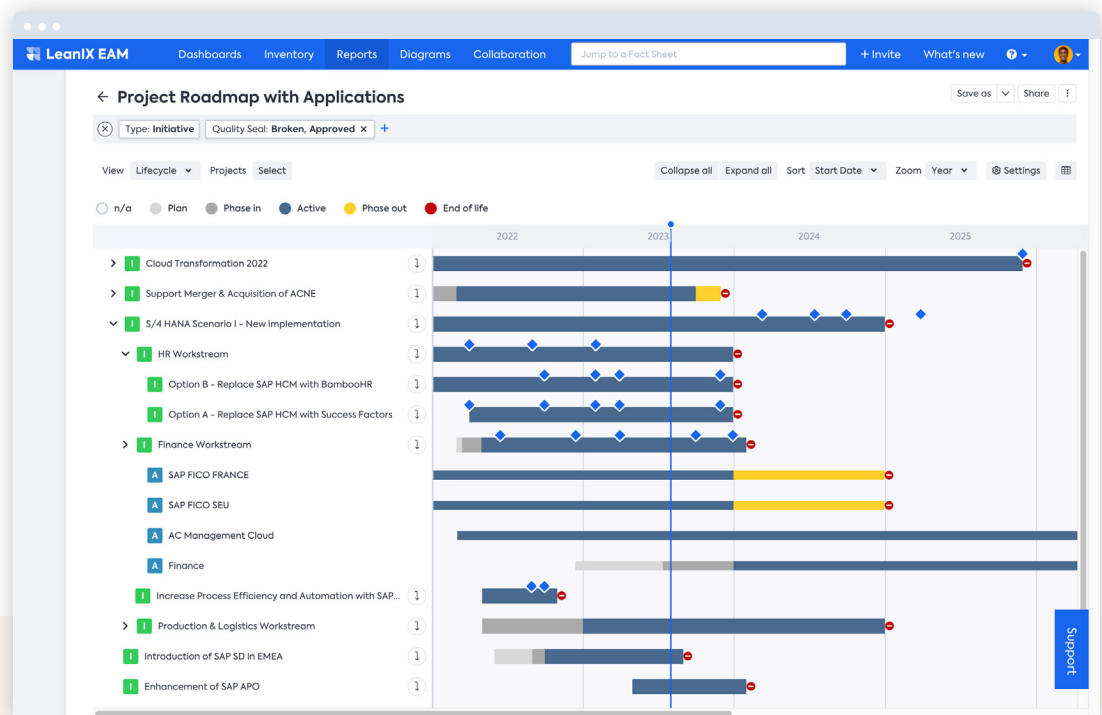 LeanIX EAM Dashboards Inventory Reports Diagrams Collaboration Jump to a Fact Sheet + Invite What's new ?
← Project Roadmap with Applications Save as Share
Type: Initiative Quality Seal: Broken, Approved × +
View Lifecycle Projects Select Collapse all Expand all Sort Start Date Zoom Year Settings
n/a Plan Phase in Active Phase out End of life
2022 2023 2024 2025
I Cloud Transformation 2022
I Support Merger & Acquisition of ACNE
I S/4 HANA Scenario I - New implementation
I HR Workstream
I Option B - Replace SAP HCM with BambooHR
I Option A - Replace SAP HCM with Success Factors
I Finance Workstream
A SAP FICO FRANCE
A SAP FICO SEU
A AC Management Cloud
A Finance
I Increase Process Efficiency and Automation with SAP...
I Production & Logistics Workstream
I Introduction of SAP SD in EMEA
I Enhancement of SAP APO
Support